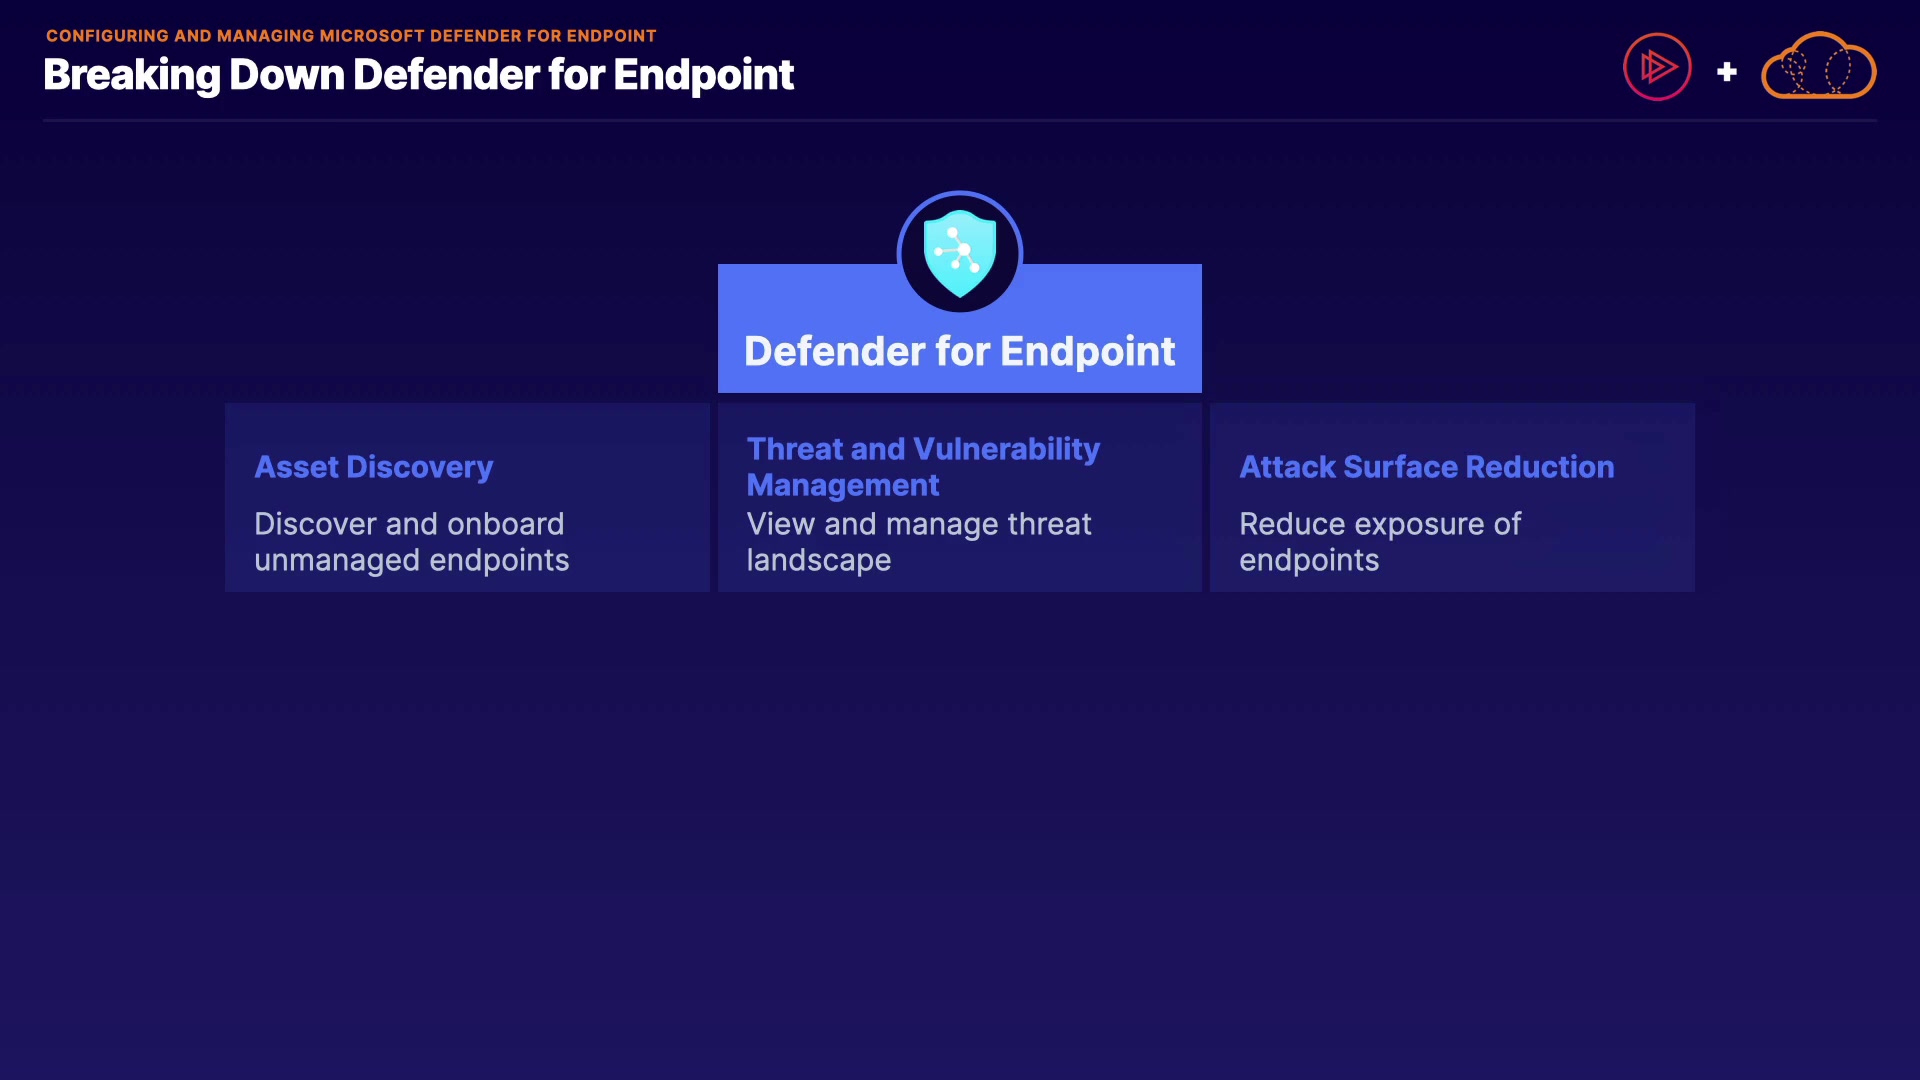 CONFIGURING AND MANAGING MICROSOFT DEFENDER FOR ENDPOINT
Breaking Down Defender for Endpoint
+
Defender for Endpoint
Asset Discovery
Discover and onboard
unmanaged endpoints
Threat and Vulnerability
Management
View and manage threat
landscape
Attack Surface Reduction
Reduce exposure of
endpoints